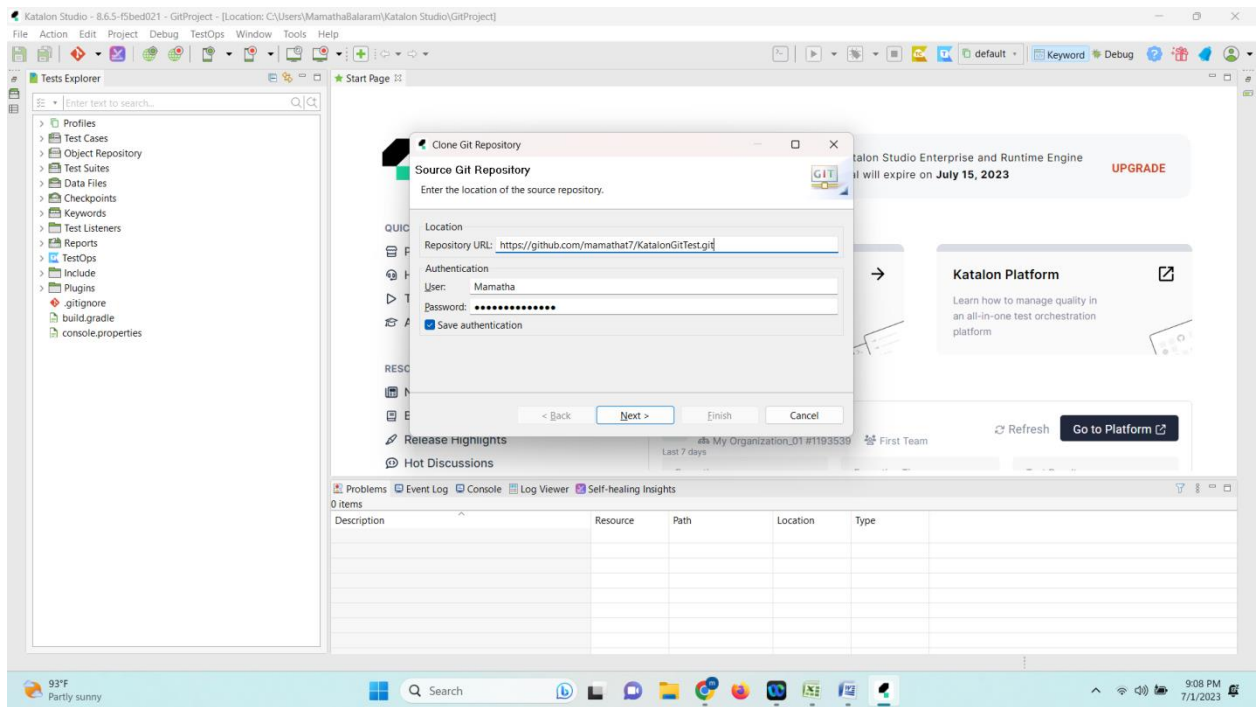 Katalon Studio - 8.6.5-f5bed021 - GitProject - [Location: C:\Users\MamathaBalaram\Katalon Studio\GitProject]
File Action Edit Project Debug TestOps Window Tools Help
default
Keyword
Debug
Tests Explorer
Start Page
Enter text to search...
Profiles
Test Cases
Object Repository
Test Suites
Data Files
Checkpoints
Keywords
Test Listeners
Reports
TestOps
Include
Plugins
.gitignore
build.gradle
console.properties
Clone Git Repository
Source Git Repository
Enter the location of the source repository.
GIT
Location
Repository URL: https://github.com/mamathat7/KatalonGitTest.git
Authentication
User: Mamatha
Password: ●●●●●●●●●●●●●●
Save authentication
< Back Next > Finish Cancel
talon Studio Enterprise and Runtime Engine
al will expire on July 15, 2023
UPGRADE
QUIC
RESC
Katalon Platform
Learn how to manage quality in
an all-in-one test orchestration
platform
Release Highlights
Hot Discussions
My Organization_01 #1193539 First Team
Last 7 days
Refresh
Go to Platform
Problems Event Log Console Log Viewer Self-healing Insights
0 items
Description Resource Path Location Type
93°F
Partly sunny
Search
9:08 PM
7/1/2023